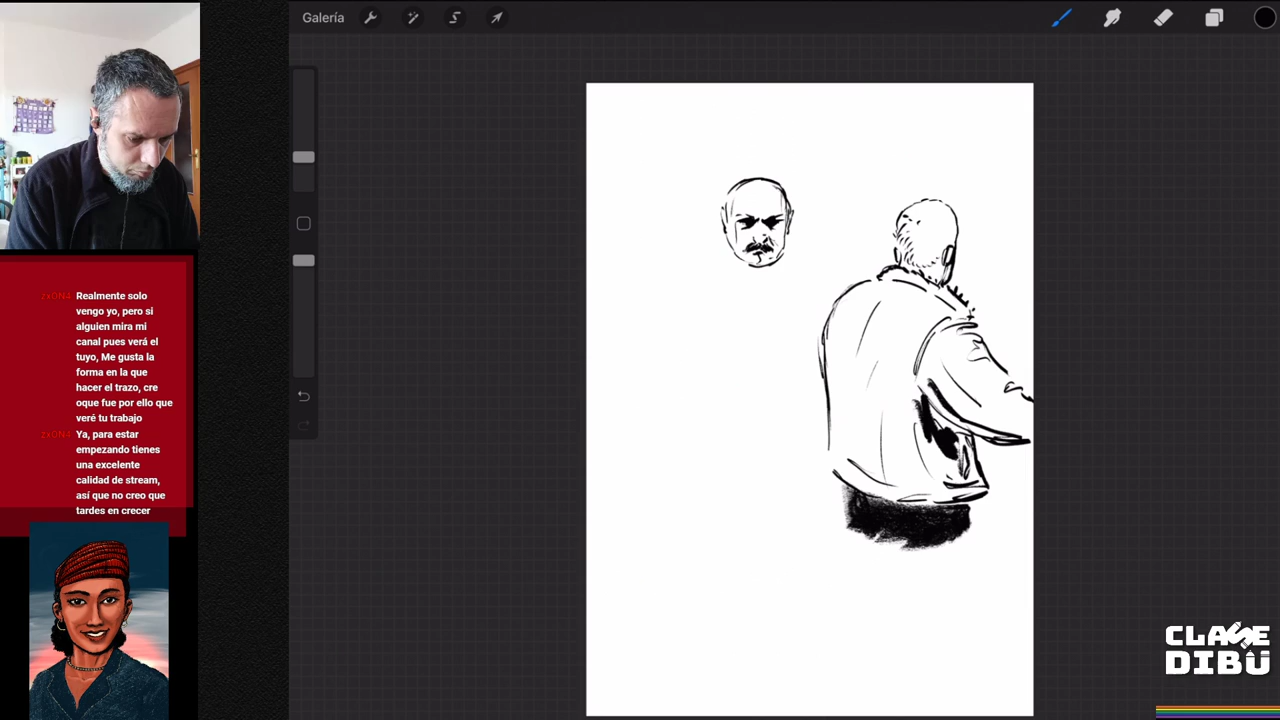 Galería
zxON4 Realmente solo
vengo yo, pero si
alguien mira mi
canal pues verá el
tuyo, Me gusta la
forma en la que
hacer el trazo, cre
oque fue por ello que
veré tu trabajo
zxON4 Ya, para estar
empezando tienes
una excelente
calidad de stream,
así que no creo que
tardes en crecer
CLASE
DIBU